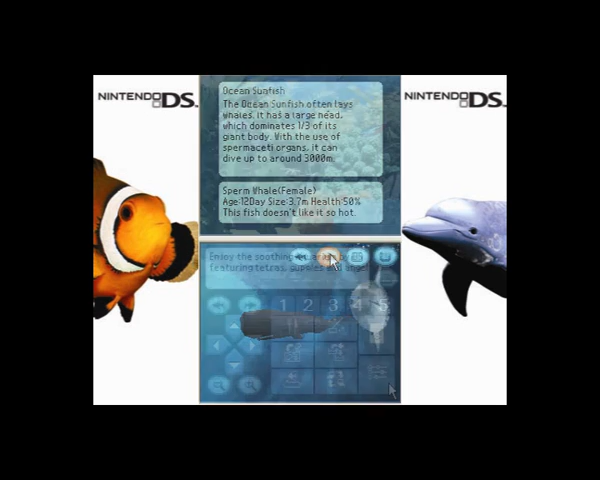 NINTENDO DS.
NINTENDO DS.
Ocean Sunfish
The Ocean Sunfish often lays
whales. it has a large head,
which dominates 1/3 of its
giant body. With the use of
spermaceti organs, it can
dive up to around 3000m.
Sperm Whale(Female)
Age:12Day Size:3.7m Health:50%
This fish doesn't like it so hot.
Enjoy the soothing
featuring tetras, guppies and
1 2 3 4 5